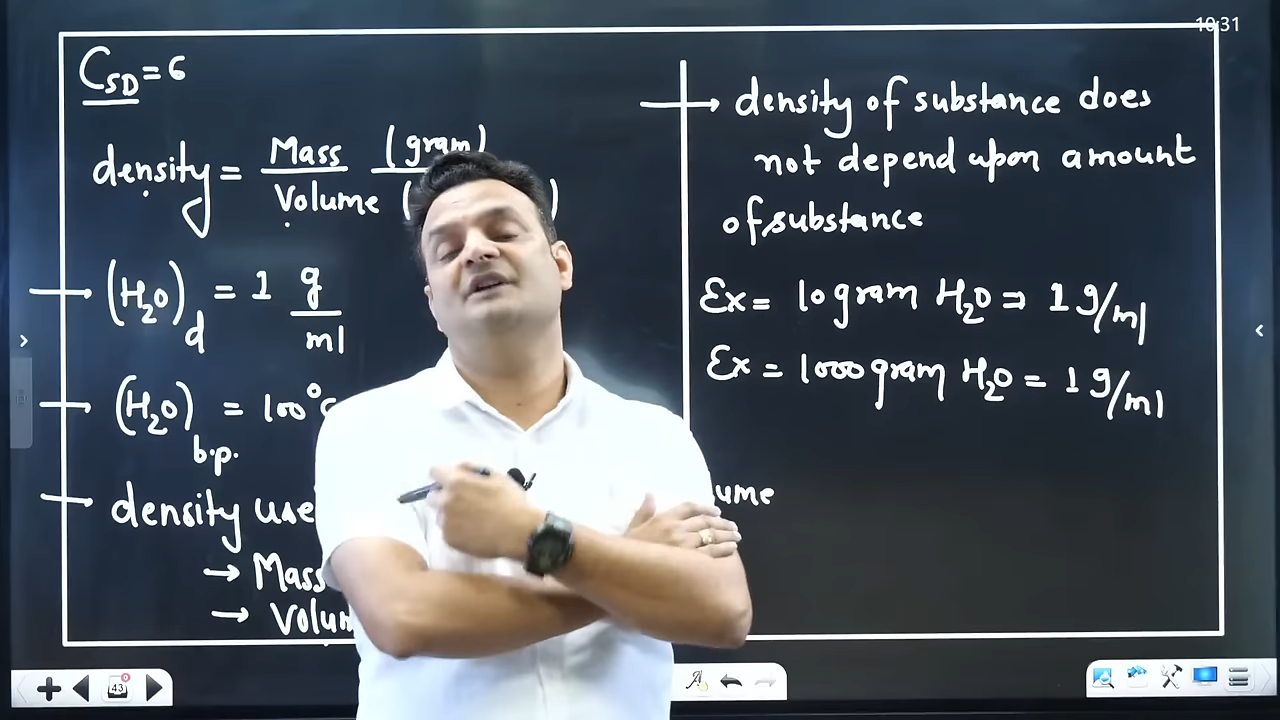 10:31
C_SD = 6
density = Mass (gram)
Volume ( )
(H₂O)d = 1 g
ml
(H₂O)b.p. = 100°c
density use
→ Mass
→ Volum
→ density of substance does
not depend upon amount
of substance
Ex = 10 gram H₂O ⇒ 1 g/ml
Ex = 1000 gram H₂O = 1 g/ml
ume
43